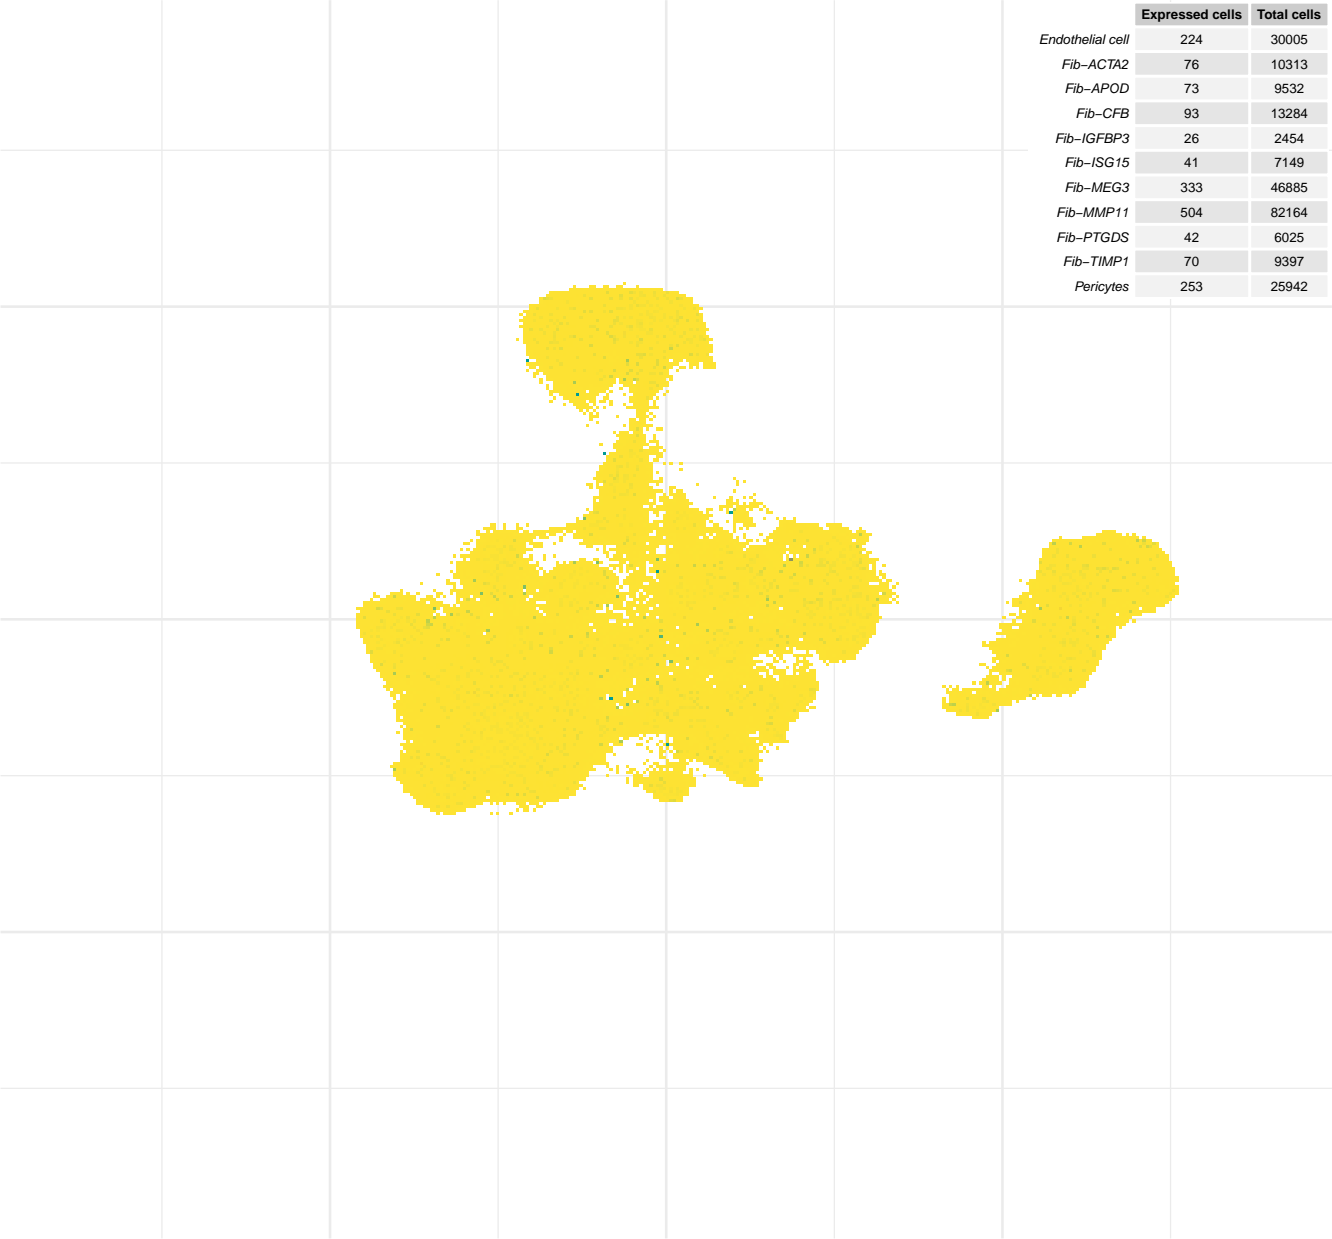 Expressed cells Total cells
Endothelial cell 224 30005
Fib−ACTA2 76 10313
Fib−APOD 73 9532
Fib−CFB 93 13284
Fib−IGFBP3 26 2454
Fib−ISG15 41 7149
Fib−MEG3 333 46885
Fib−MMP11 504 82164
Fib−PTGDS 42 6025
Fib−TIMP1 70 9397
Pericytes 253 25942